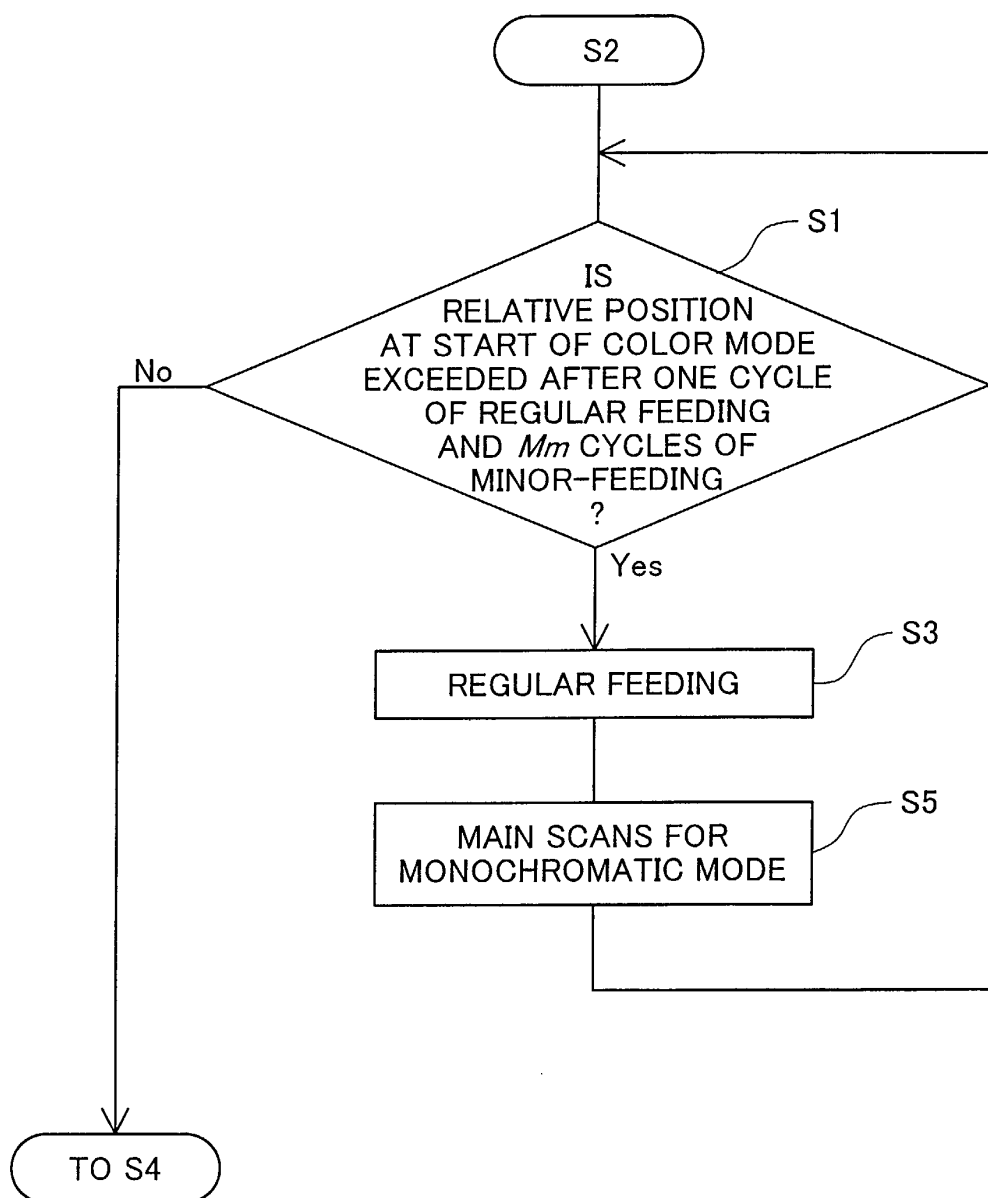 S2
S1
IS
RELATIVE POSITION
AT START OF COLOR MODE
EXCEEDED AFTER ONE CYCLE
OF REGULAR FEEDING
AND Mm CYCLES OF
MINOR-FEEDING
?
No
Yes
S3
REGULAR FEEDING
S5
MAIN SCANS FOR
MONOCHROMATIC MODE
TO S4